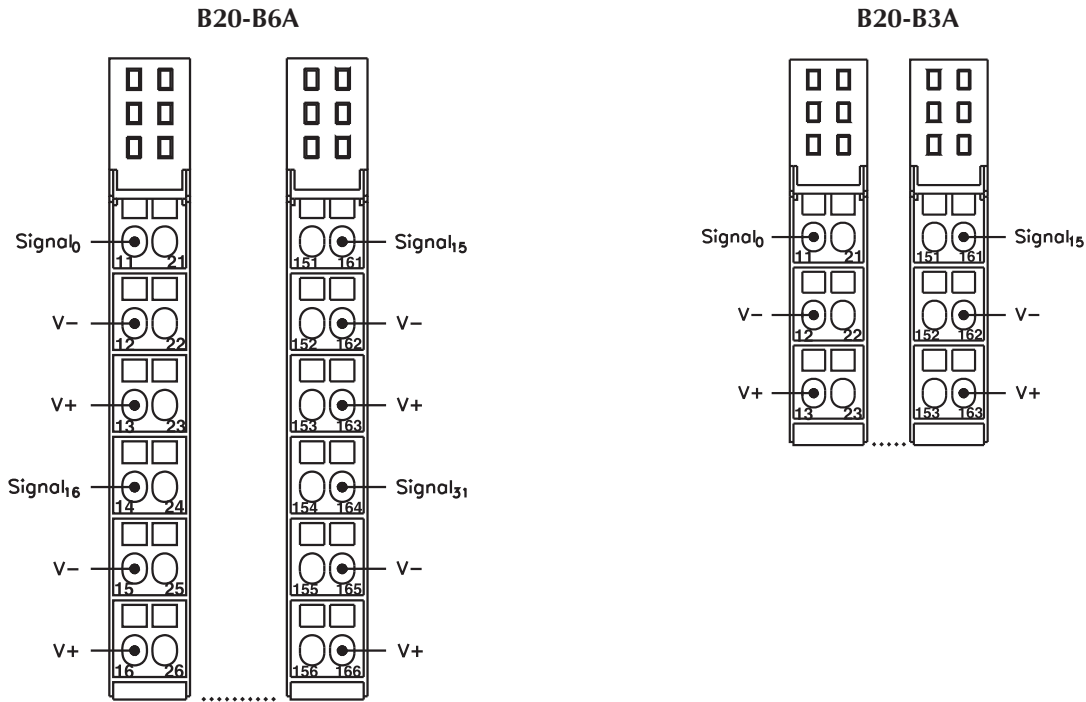 B20-B6A
Signal0 11 21
V- 12 22
V+ 13 23
Signal16 14 24
V- 15 25
V+ 16 26
151 161 Signal15
152 162 V-
153 163 V+
154 164 Signal31
155 165 V-
156 166 V+
B20-B3A
Signal0 11 21
V- 12 22
V+ 13 23
151 161 Signal15
152 162 V-
153 163 V+